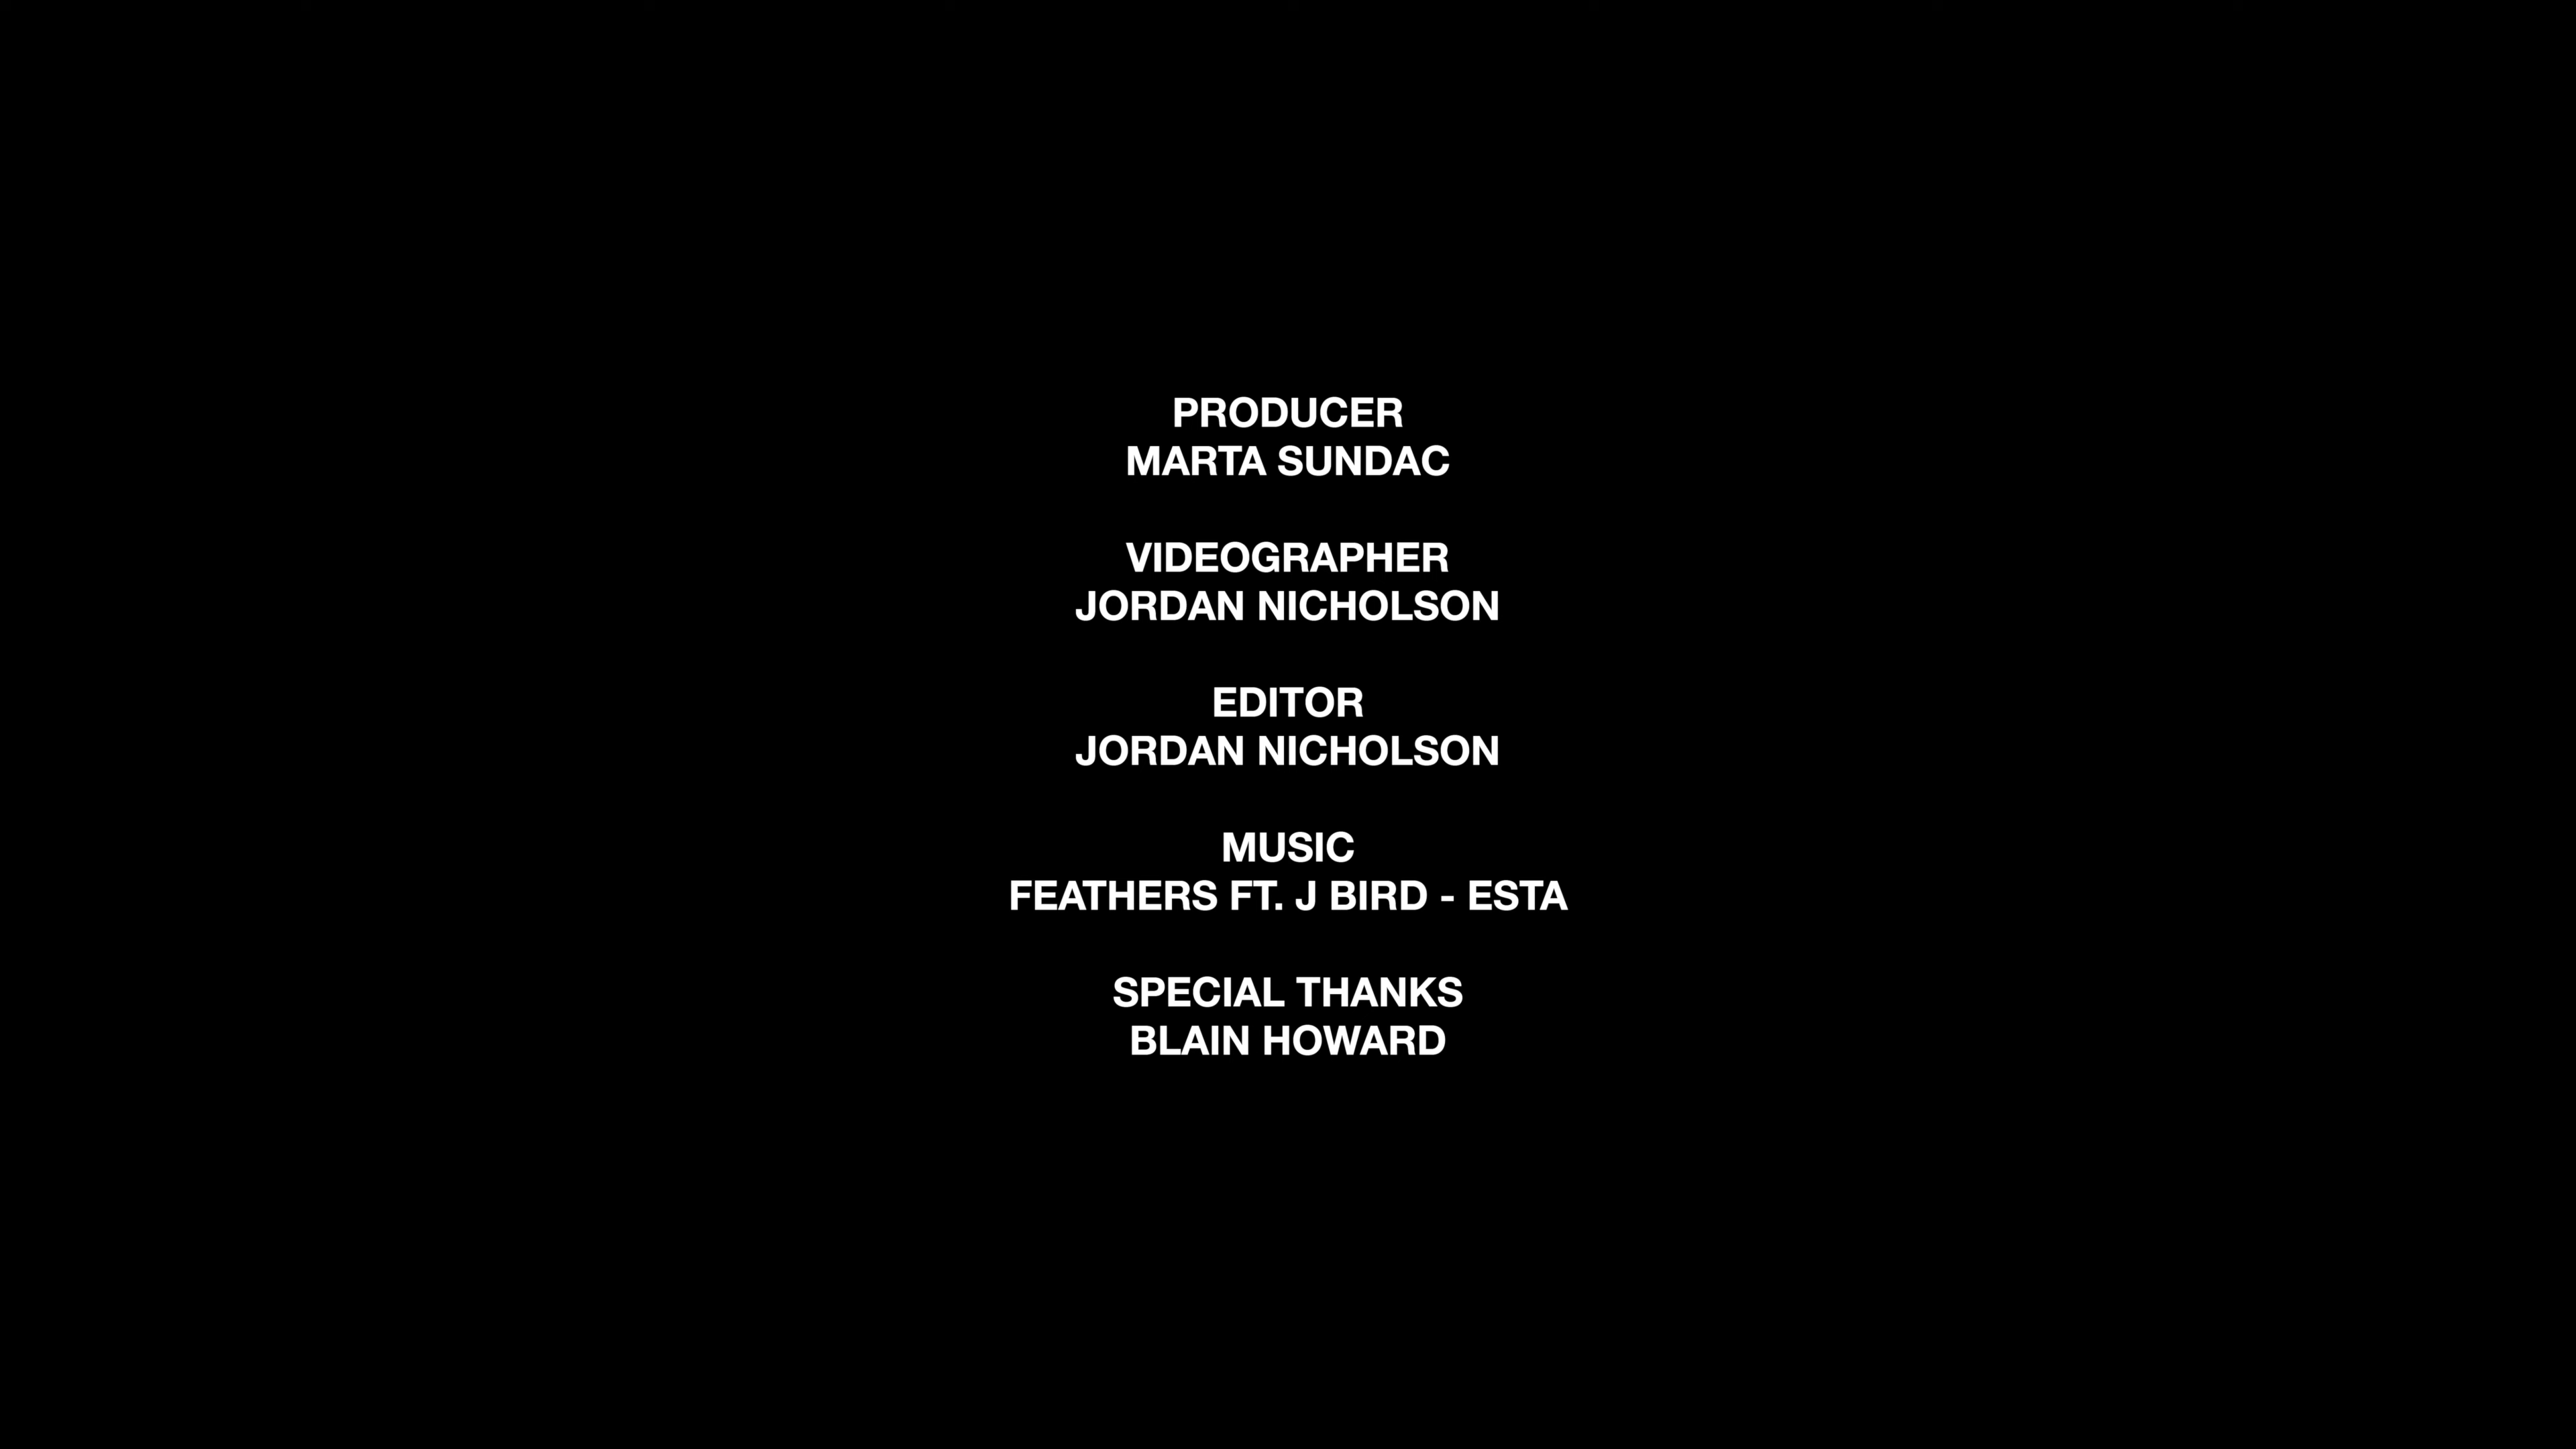 PRODUCER
MARTA SUNDAC
VIDEOGRAPHER
JORDAN NICHOLSON
EDITOR
JORDAN NICHOLSON
MUSIC
FEATHERS FT. J BIRD - ESTA
SPECIAL THANKS
BLAIN HOWARD